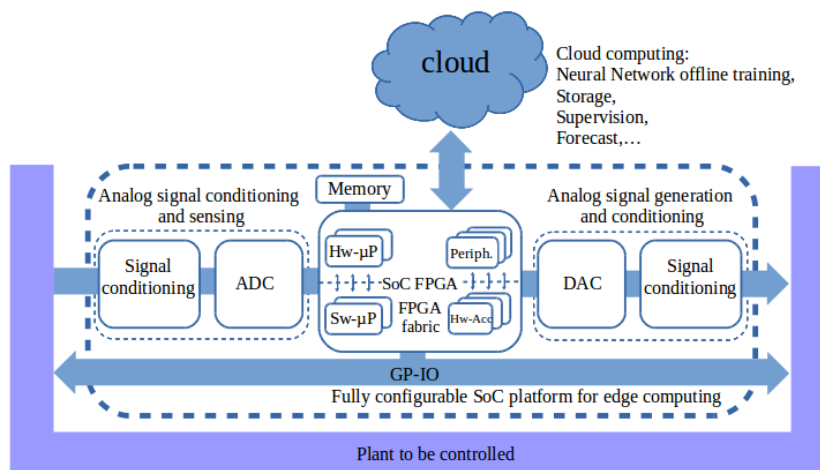 cloud
Cloud computing:
Neural Network offline training,
Storage,
Supervision,
Forecast,…
Analog signal conditioning
and sensing
Memory
Analog signal generation
and conditioning
Signal
conditioning
ADC
Hw-µP
Periph.
SoC FPGA
Sw-µP
FPGA
fabric
Hw-Acc
DAC
Signal
conditioning
GP-IO
Fully configurable SoC platform for edge computing
Plant to be controlled